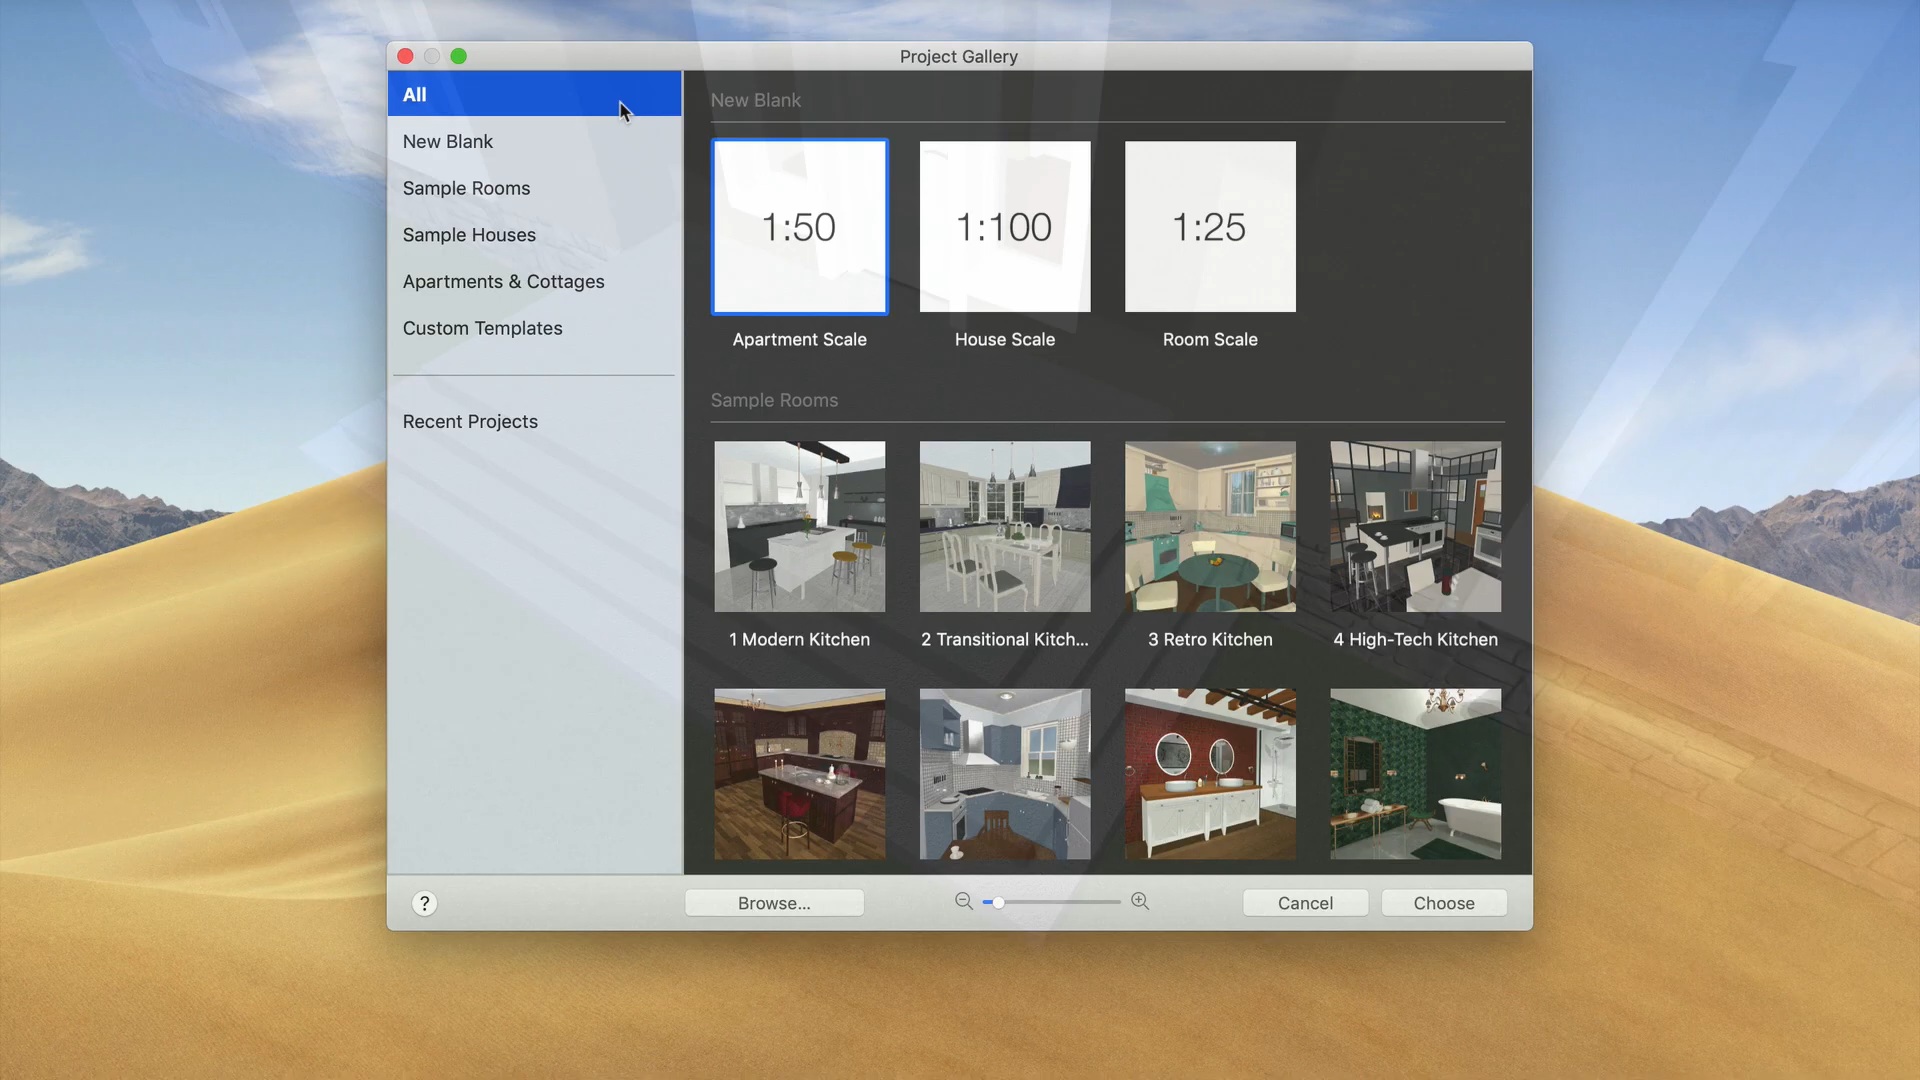 Project Gallery
All
New Blank
Sample Rooms
Sample Houses
Apartments & Cottages
Custom Templates
Recent Projects
New Blank
1:50
1:100
1:25
Apartment Scale
House Scale
Room Scale
Sample Rooms
1 Modern Kitchen
2 Transitional Kitch...
3 Retro Kitchen
4 High-Tech Kitchen
?
Browse...
Cancel
Choose